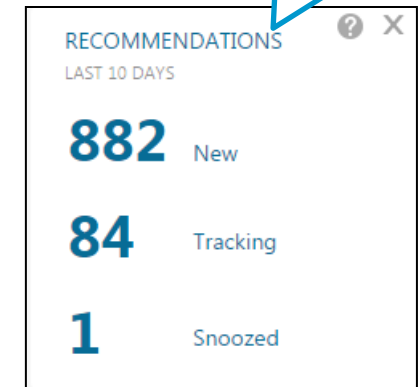 RECOMMENDATIONS ? X
LAST 10 DAYS
882 New
84 Tracking
1 Snoozed